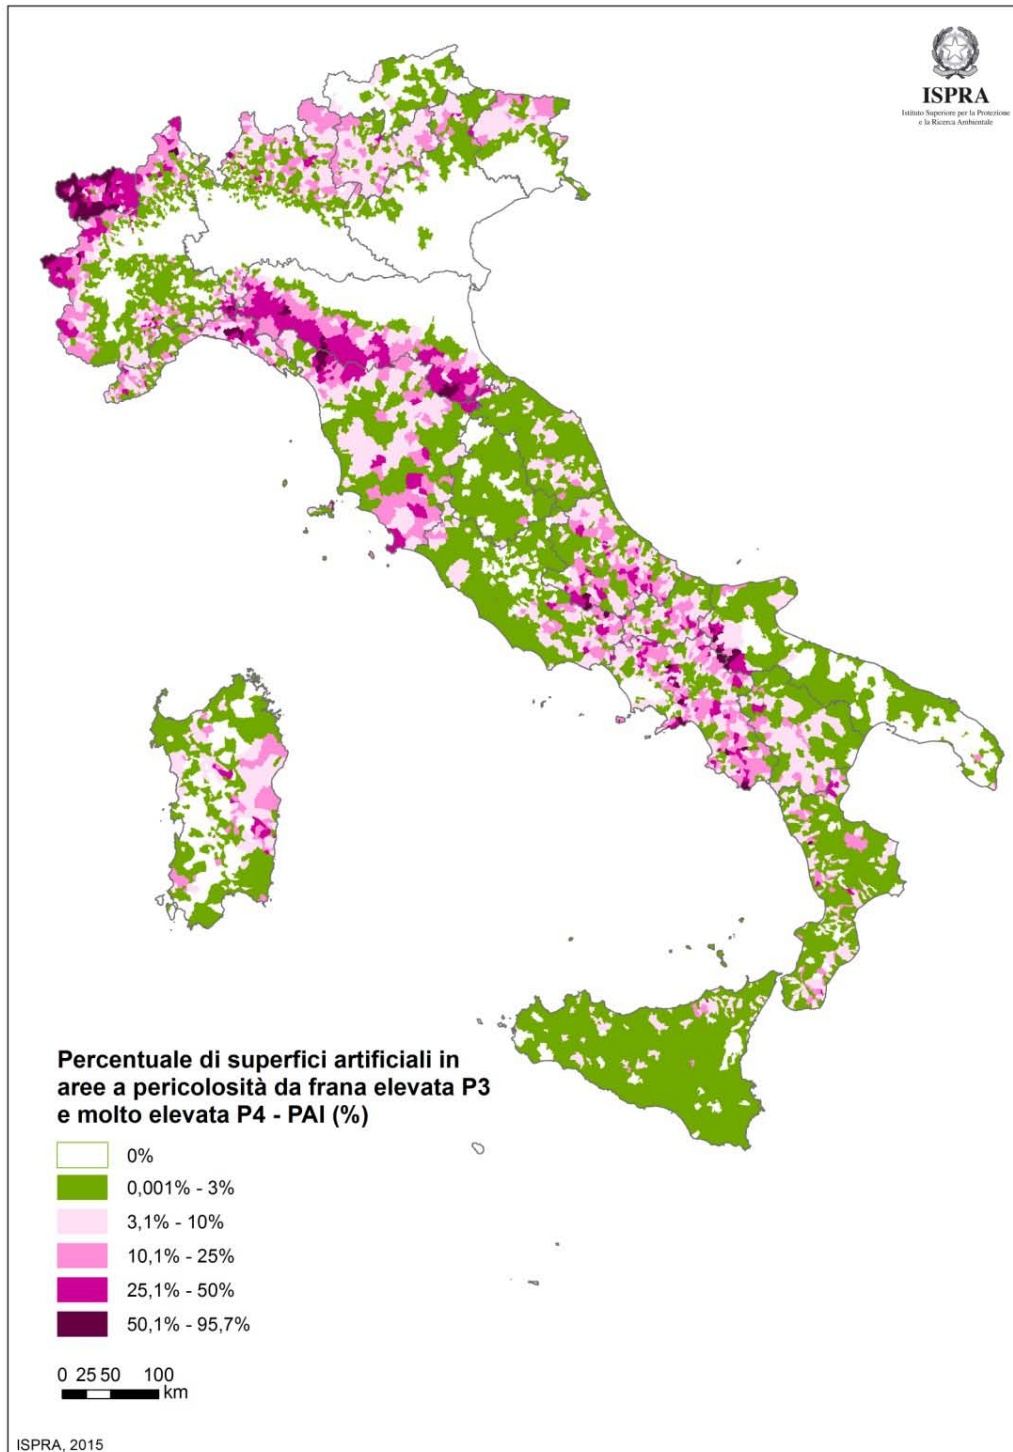 ISPRA
Istituto Superiore per la Protezione
e la Ricerca Ambientale
Percentuale di superfici artificiali in
aree a pericolosità da frana elevata P3
e molto elevata P4 - PAI (%)
0%
0,001% - 3%
3,1% - 10%
10,1% - 25%
25,1% - 50%
50,1% - 95,7%
0 25 50 100
km
ISPRA, 2015